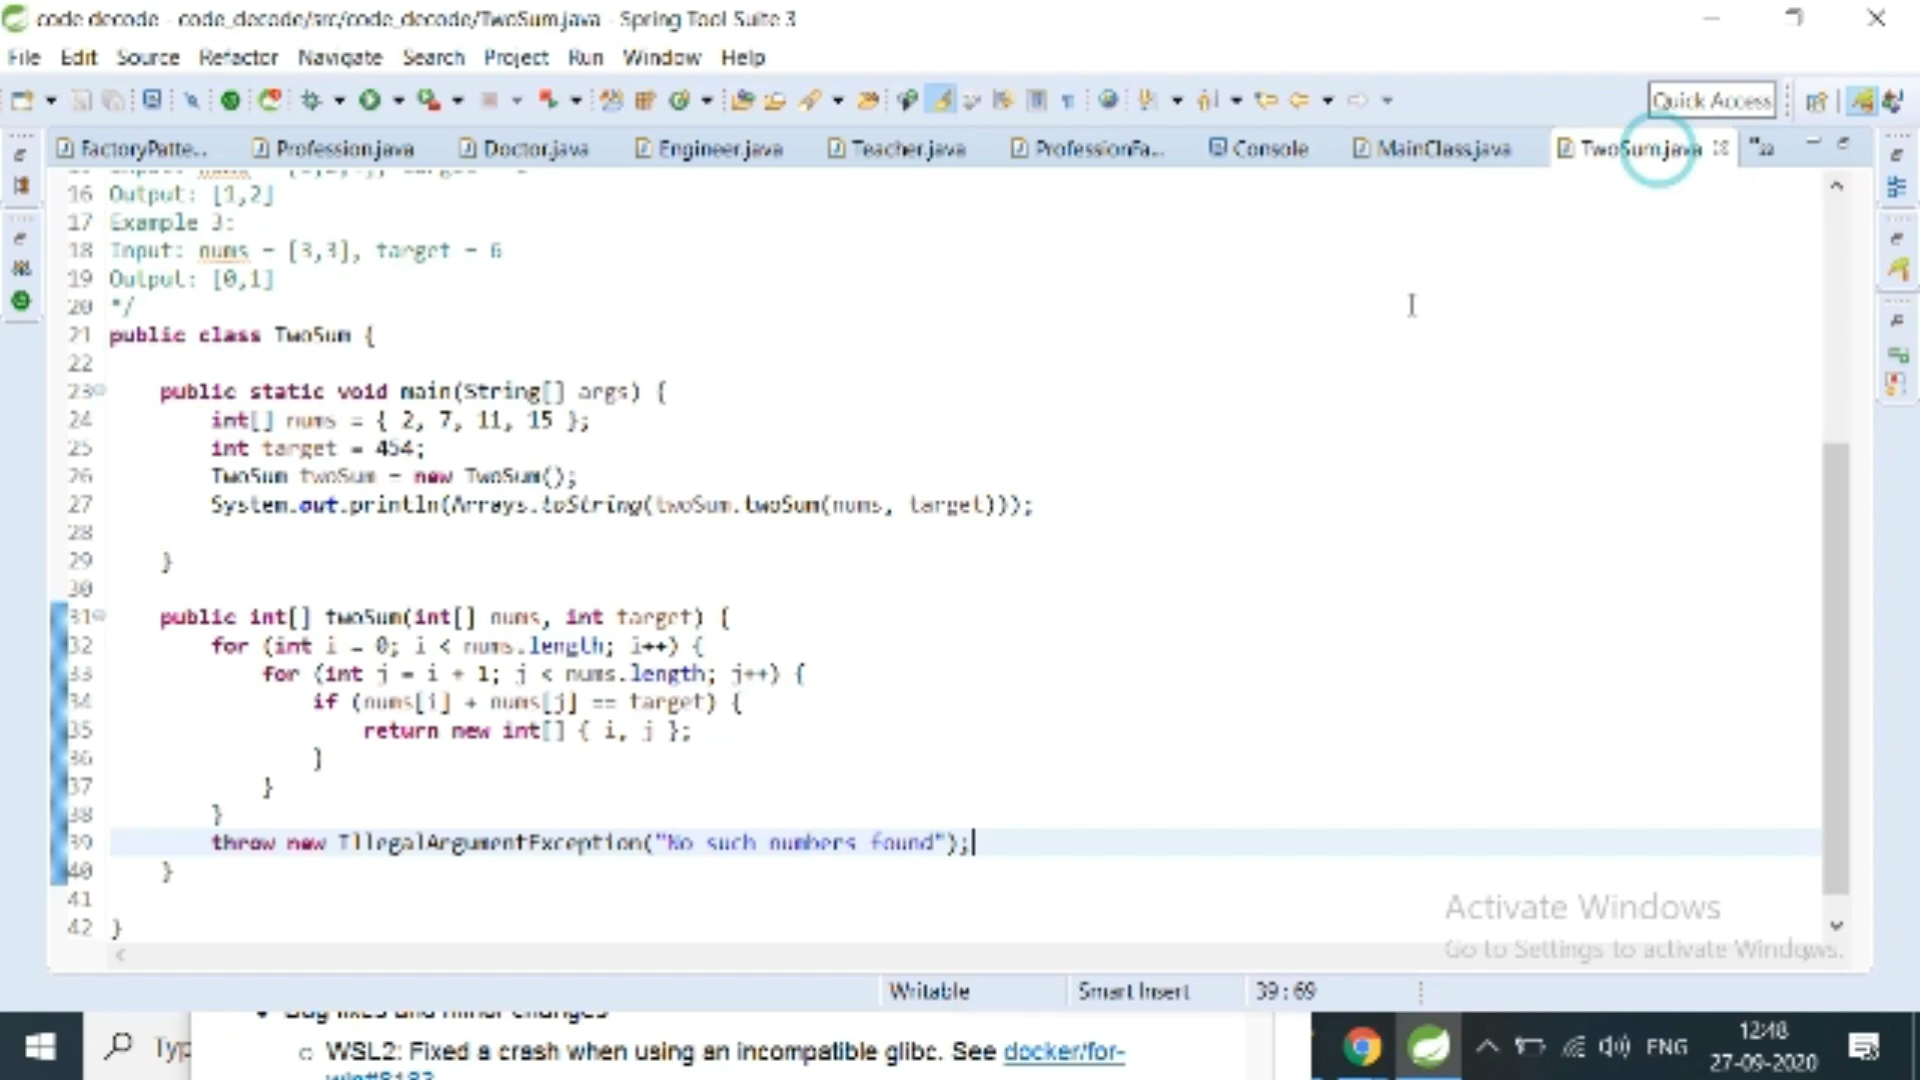 code decode - code_decode/src/code_decode/TwoSum.java - Spring Tool Suite 3
File Edit Source Refactor Navigate Search Project Run Window Help
Quick Access
FactoryPatte... Profession.java Doctor.java Engineer.java Teacher.java ProfessionFa... Console MainClass.java TwoSum.java
16 Output: [1,2]
17 Example 3:
18 Input: nums = [3,3], target = 6
19 Output: [0,1]
20 */
21 public class TwoSum {
22
23 public static void main(String[] args) {
24 int[] nums = { 2, 7, 11, 15 };
25 int target = 454;
26 TwoSum twoSum = new TwoSum();
27 System.out.println(Arrays.toString(twoSum.twoSum(nums, target)));
28
29 }
30
31 public int[] twoSum(int[] nums, int target) {
32 for (int i = 0; i < nums.length; i++) {
33 for (int j = i + 1; j < nums.length; j++) {
34 if (nums[i] + nums[j] == target) {
35 return new int[] { i, j };
36 }
37 }
38 }
39 throw new IllegalArgumentException("No such numbers found");
40 }
41
42 }
Activate Windows
Go to Settings to activate Windows.
Writable Smart Insert 39 : 69
Bug fixes and minor changes
WSL2: Fixed a crash when using an incompatible glibc. See docker/for-
Typ
ENG
12:48
27-09-2020